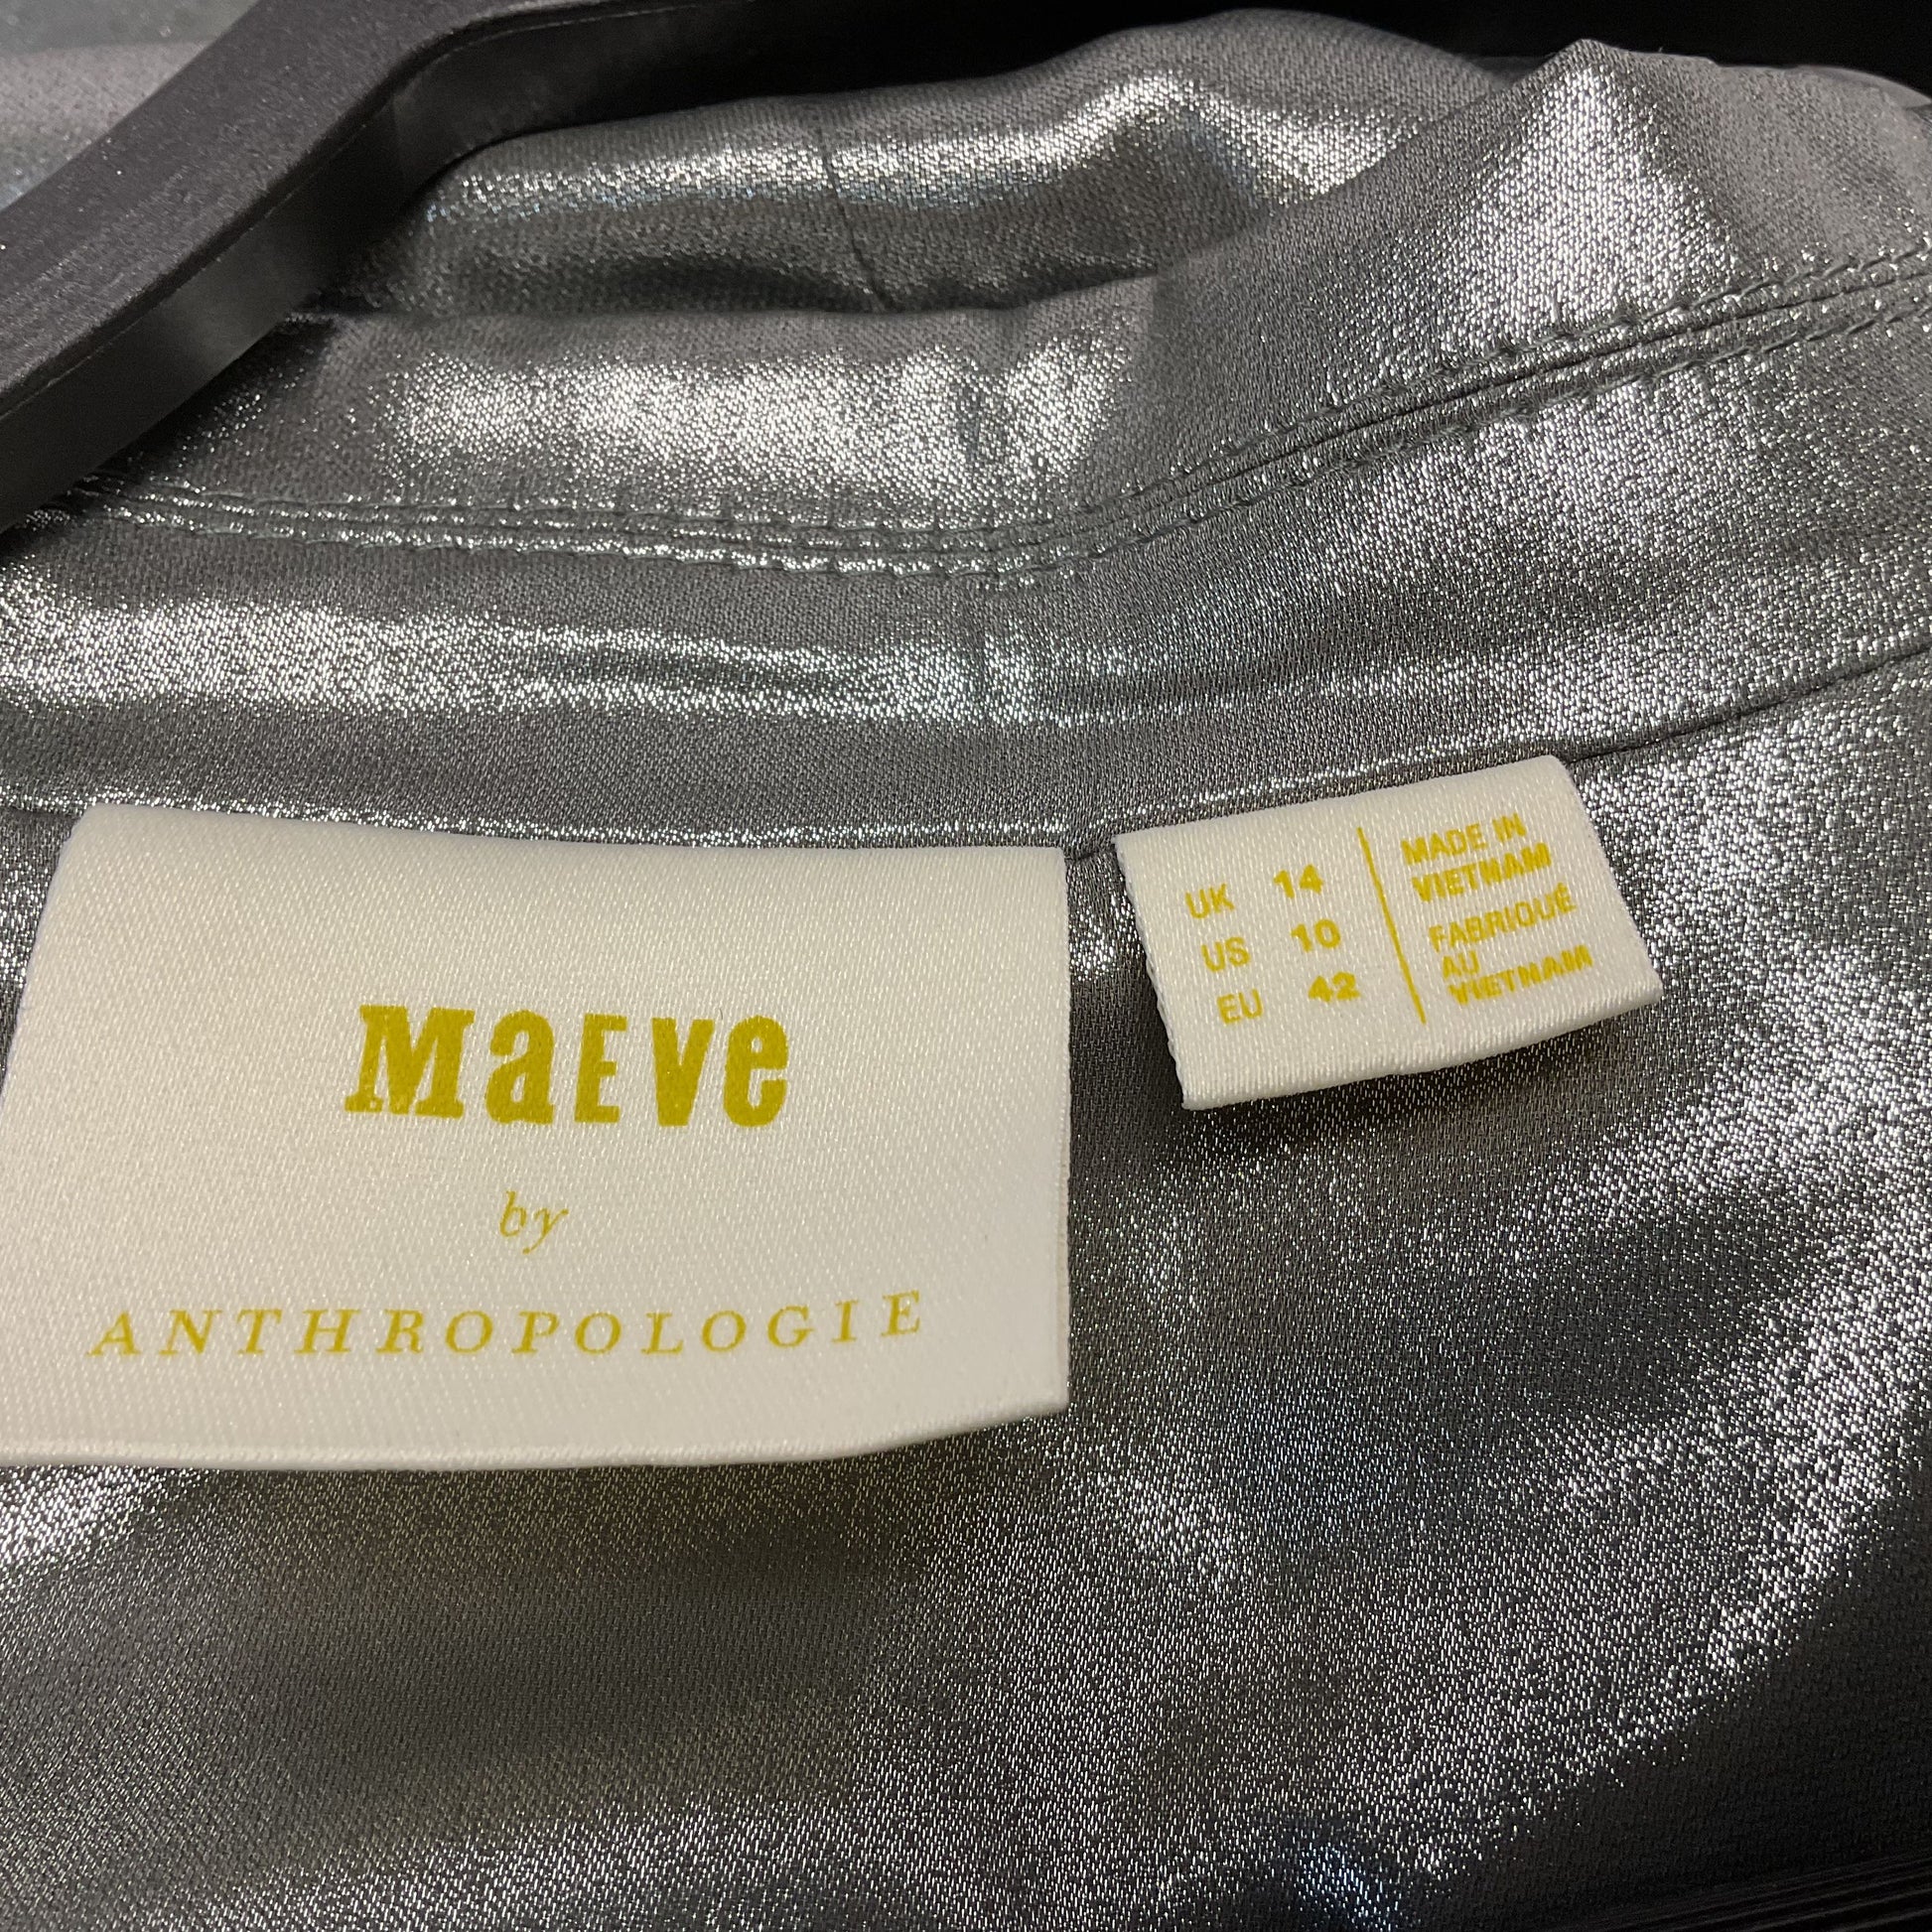 MaEve
by
ANTHROPOLOGIE
UK 14
US 10
EU 42
MADE IN
VIETNAM
FABRIQUÉ
AU
VIETNAM